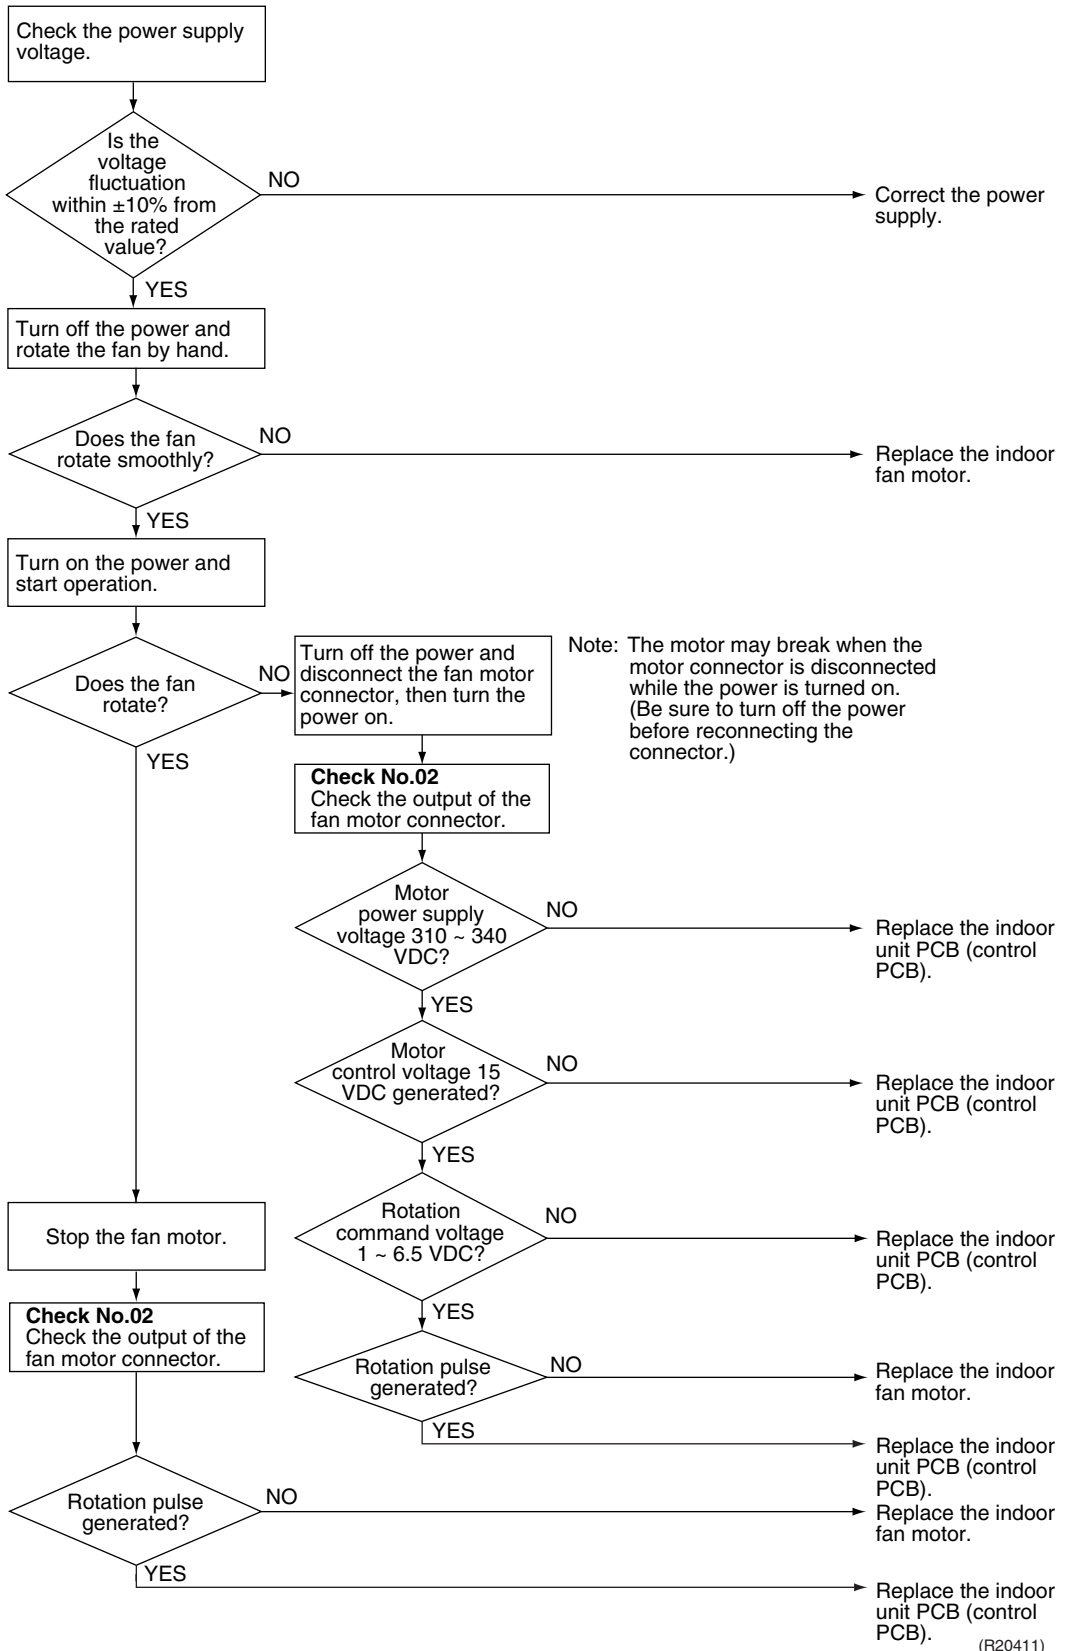 Check the power supply
voltage.
Is the
voltage
fluctuation
within ±10% from
the rated
value?
NO
Correct the power
supply.
YES
Turn off the power and
rotate the fan by hand.
Does the fan
rotate smoothly?
NO
Replace the indoor
fan motor.
YES
Turn on the power and
start operation.
Does the fan
rotate?
NO
Turn off the power and
disconnect the fan motor
connector, then turn the
power on.
Note: The motor may break when the
motor connector is disconnected
while the power is turned on.
(Be sure to turn off the power
before reconnecting the
connector.)
YES
Check No.02
Check the output of the
fan motor connector.
Motor
power supply
voltage 310 ~ 340
VDC?
NO
Replace the indoor
unit PCB (control
PCB).
YES
Motor
control voltage 15
VDC generated?
NO
Replace the indoor
unit PCB (control
PCB).
YES
Rotation
command voltage
1 ~ 6.5 VDC?
NO
Replace the indoor
unit PCB (control
PCB).
YES
Stop the fan motor.
Check No.02
Check the output of the
fan motor connector.
Rotation pulse
generated?
NO
Replace the indoor
fan motor.
YES
Replace the indoor
unit PCB (control
PCB).
Rotation pulse
generated?
NO
Replace the indoor
fan motor.
YES
Replace the indoor
unit PCB (control
PCB).
(R20411)